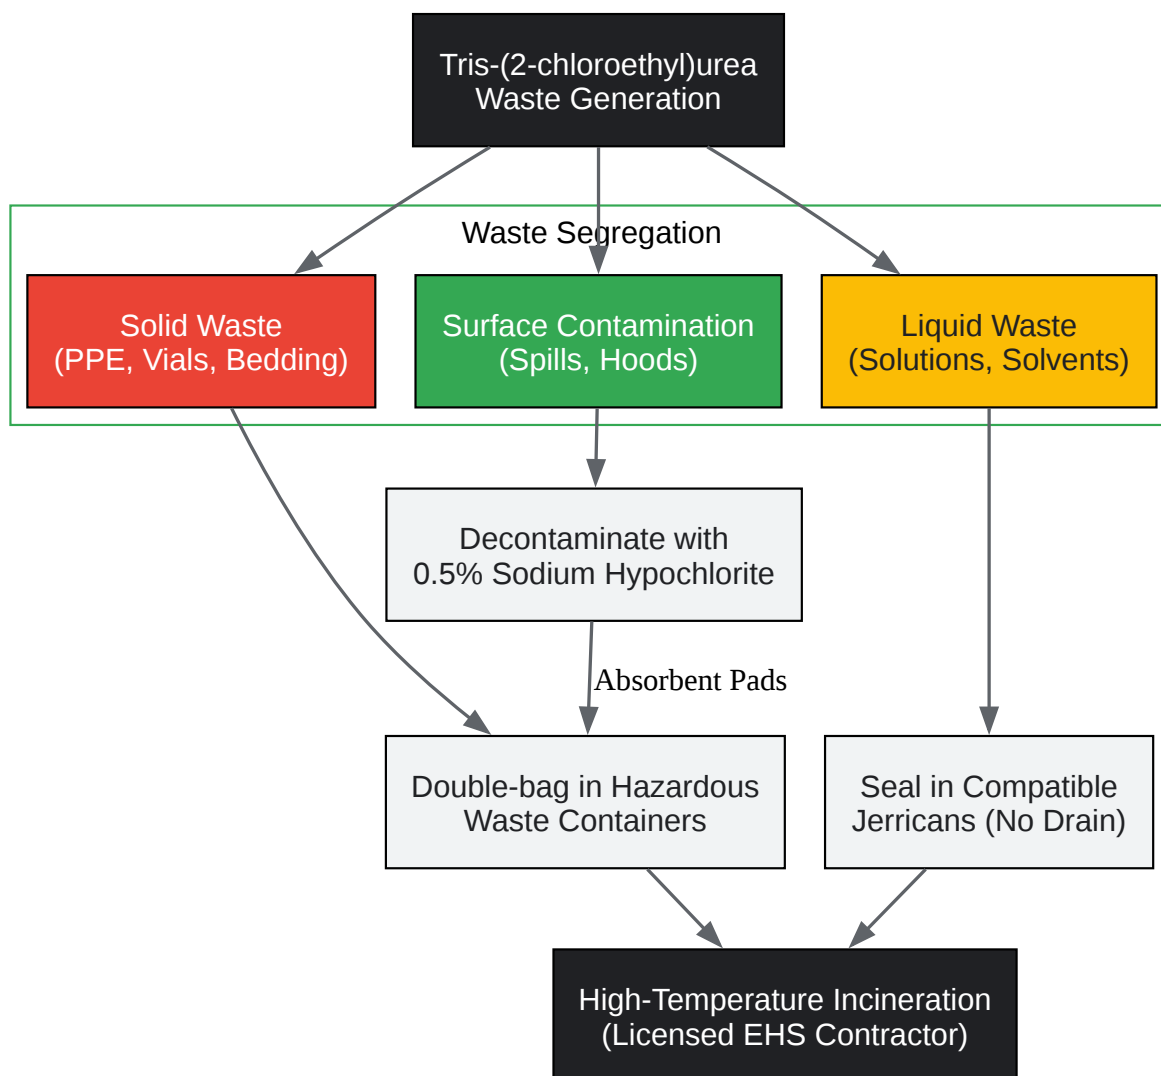 Tris-(2-chloroethyl)urea
Waste Generation
Waste Segregation
Solid Waste
(PPE, Vials, Bedding)
Surface Contamination
(Spills, Hoods)
Liquid Waste
(Solutions, Solvents)
Decontaminate with
0.5% Sodium Hypochlorite
Absorbent Pads
Double-bag in Hazardous
Waste Containers
Seal in Compatible
Jerricans (No Drain)
High-Temperature Incineration
(Licensed EHS Contractor)